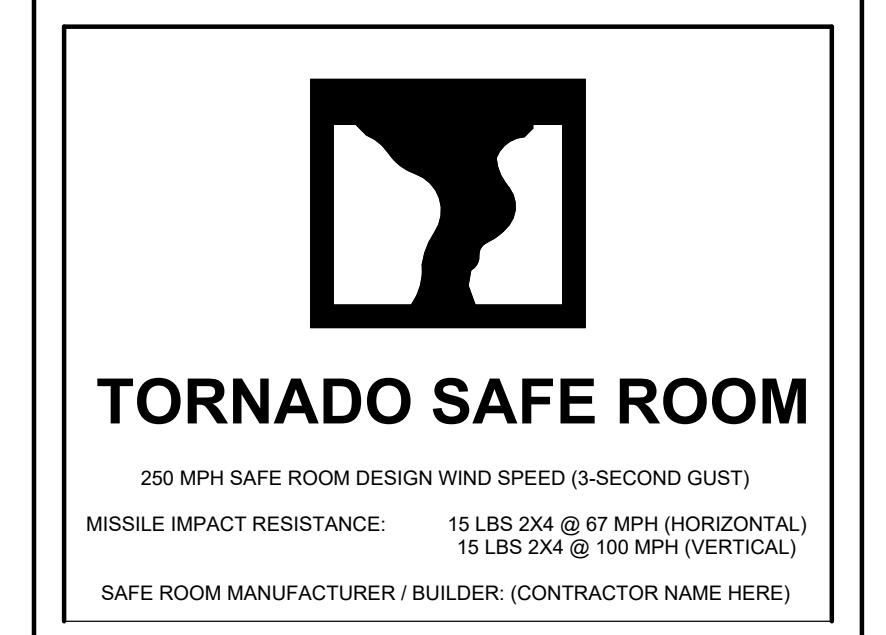 TORNADO SAFE ROOM
250 MPH SAFE ROOM DESIGN WIND SPEED (3-SECOND GUST)
MISSILE IMPACT RESISTANCE: 15 LBS 2X4 @ 67 MPH (HORIZONTAL)
15 LBS 2X4 @ 100 MPH (VERTICAL)
SAFE ROOM MANUFACTURER / BUILDER: (CONTRACTOR NAME HERE)